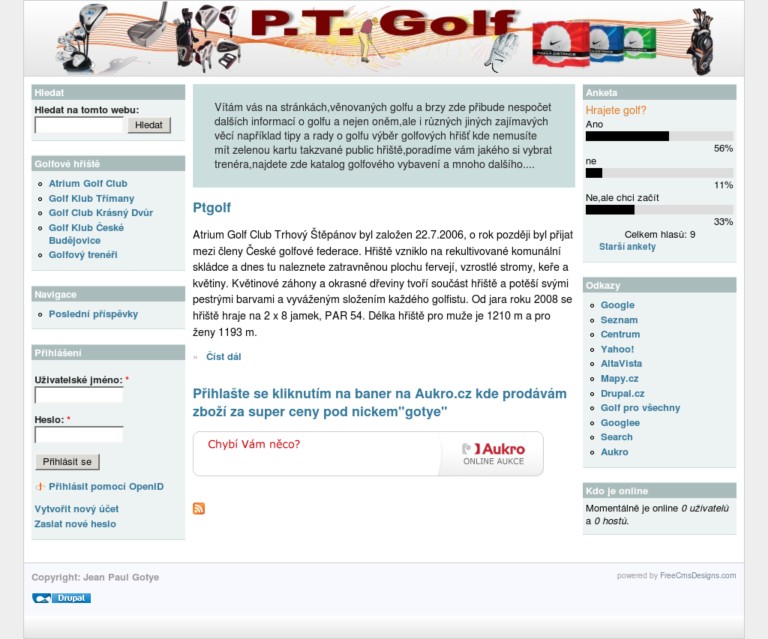 P.T. Golf
Hledat
Hledat na tomto webu:
Hledat
Golfové hřiště
Atrium Golf Club
Golf Klub Třímany
Golf Club Krásný Dvůr
Golf Klub České
Budějovice
Golfový trenéři
Navigace
Poslední příspěvky
Přihlášení
Uživatelské jméno: *
Heslo: *
Přihlásit se
Přihlásit pomocí OpenID
Vytvořit nový účet
Zaslat nové heslo
Vítám vás na stránkách,věnovaných golfu a brzy zde přibude nespočet
dalších informací o golfu a nejen oněm,ale i různých jiných zajímavých
věcí například tipy a rady o golfu výběr golfových hřišť kde nemusíte
mít zelenou kartu takzvané public hřiště,poradíme vám jakého si vybrat
trenéra,najdete zde katalog golfového vybavení a mnoho dalšího....
Ptgolf
Atrium Golf Club Trhový Štěpánov byl založen 22.7.2006, o rok později byl přijat
mezi členy České golfové federace. Hřiště vzniklo na rekultivované komunální
skládce a dnes tu naleznete zatravněnou plochu fervejí, vzrostlé stromy, keře a
květiny. Květinové záhony a okrasné dřeviny tvoří součást hřiště a potěší svými
pestrými barvami a vyváženým složením každého golfistu. Od jara roku 2008 se
hřiště hraje na 2 x 8 jamek, PAR 54. Délka hřiště pro muže je 1210 m a pro
ženy 1193 m.
» Číst dál
Přihlašte se kliknutím na baner na Aukro.cz kde prodávám
zboží za super ceny pod nickem"gotye"
Chybí Vám něco?
Aukro
ONLINE AUKCE
Anketa
Hrajete golf?
Ano
56%
ne
11%
Ne,ale chci začít
33%
Celkem hlasů: 9
Starší ankety
Odkazy
Google
Seznam
Centrum
Yahoo!
AltaVista
Mapy.cz
Drupal.cz
Golf pro všechny
Googlee
Search
Aukro
Kdo je online
Momentálně je online 0 uživatelů
a 0 hostů.
Copyright: Jean Paul Gotye
powered by FreeCmsDesigns.com
Drupal